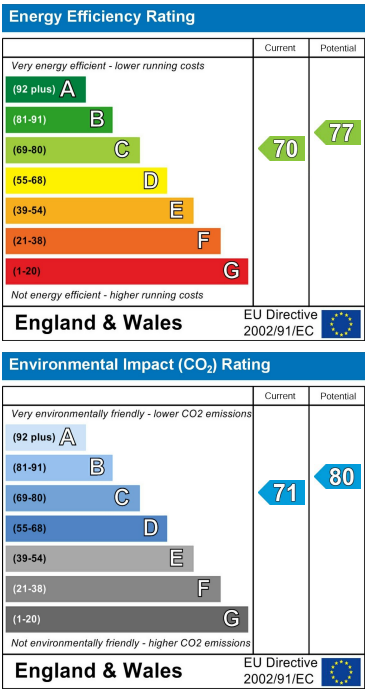 Energy Efficiency Rating
Current Potential
Very energy efficient - lower running costs
(92 plus) A
(81-91) B
(69-80) C
(55-68) D
(39-54) E
(21-38) F
(1-20) G
70
77
Not energy efficient - higher running costs
England & Wales
EU Directive
2002/91/EC
Environmental Impact (CO₂) Rating
Current Potential
Very environmentally friendly - lower CO2 emissions
(92 plus) A
(81-91) B
(69-80) C
(55-68) D
(39-54) E
(21-38) F
(1-20) G
71
80
Not environmentally friendly - higher CO2 emissions
England & Wales
EU Directive
2002/91/EC